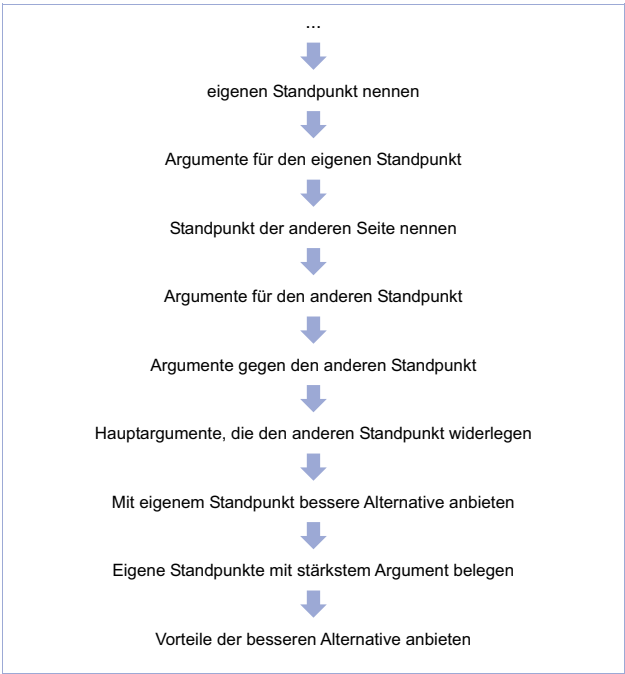 ...
eigenen Standpunkt nennen
Argumente für den eigenen Standpunkt
Standpunkt der anderen Seite nennen
Argumente für den anderen Standpunkt
Argumente gegen den anderen Standpunkt
Hauptargumente, die den anderen Standpunkt widerlegen
Mit eigenem Standpunkt bessere Alternative anbieten
Eigene Standpunkte mit stärkstem Argument belegen
Vorteile der besseren Alternative anbieten